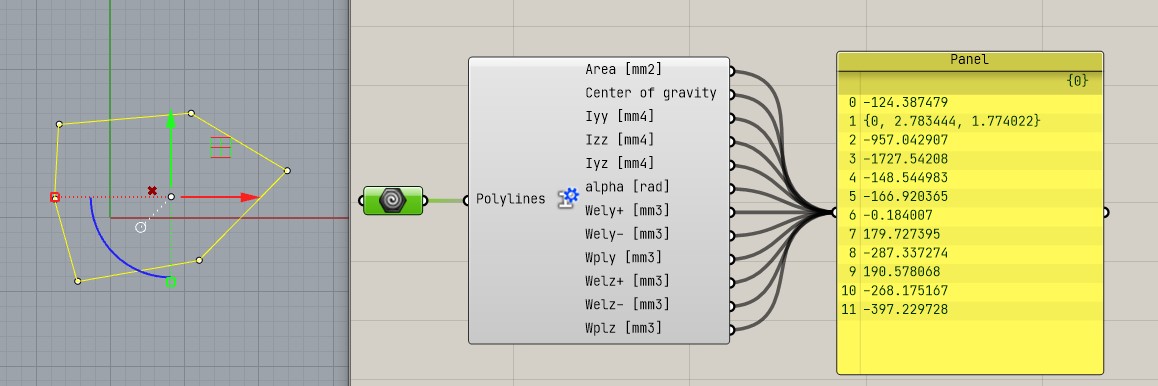 Polylines
Area [mm2]
Center of gravity
Iyy [mm4]
Izz [mm4]
Iyz [mm4]
alpha [rad]
Wely+ [mm3]
Wely- [mm3]
Wply [mm3]
Welz+ [mm3]
Welz- [mm3]
Wplz [mm3]
Panel
{0}
0 -124.387479
1 {0, 2.783444, 1.774022}
2 -957.042907
3 -1727.54208
4 -148.544983
5 -166.920365
6 -0.184007
7 179.727395
8 -287.337274
9 190.578068
10 -268.175167
11 -397.229728